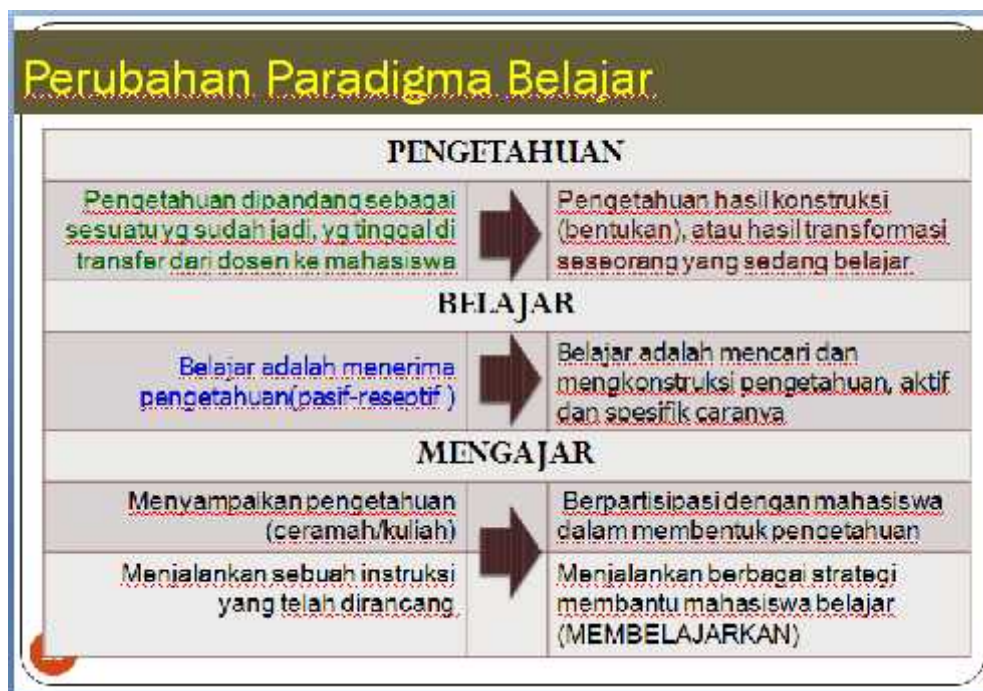 Perubahan Paradigma Belajar
PENGETAHUAN
Pengetahuan dipandang sebagai
sesuatu yg sudah jadi, yg tinggal di
transfer dari dosen ke mahasiswa
Pengetahuan hasil konstruksi
(bentukan), atau hasil transformasi
seseorang yang sedang belajar
BELAJAR
Belajar adalah menerima
pengetahuan(pasif-reseptif )
Belajar adalah mencari dan
mengkonstruksi pengetahuan, aktif
dan spesifik caranya
MENGAJAR
Menyampaikan pengetahuan
(ceramah/kuliah)
Berpartisipasi dengan mahasiswa
dalam membentuk pengetahuan
Menjalankan sebuah instruksi
yang telah dirancang
Menjalankan berbagai strategi
membantu mahasiswa belajar
(MEMBELAJARKAN)